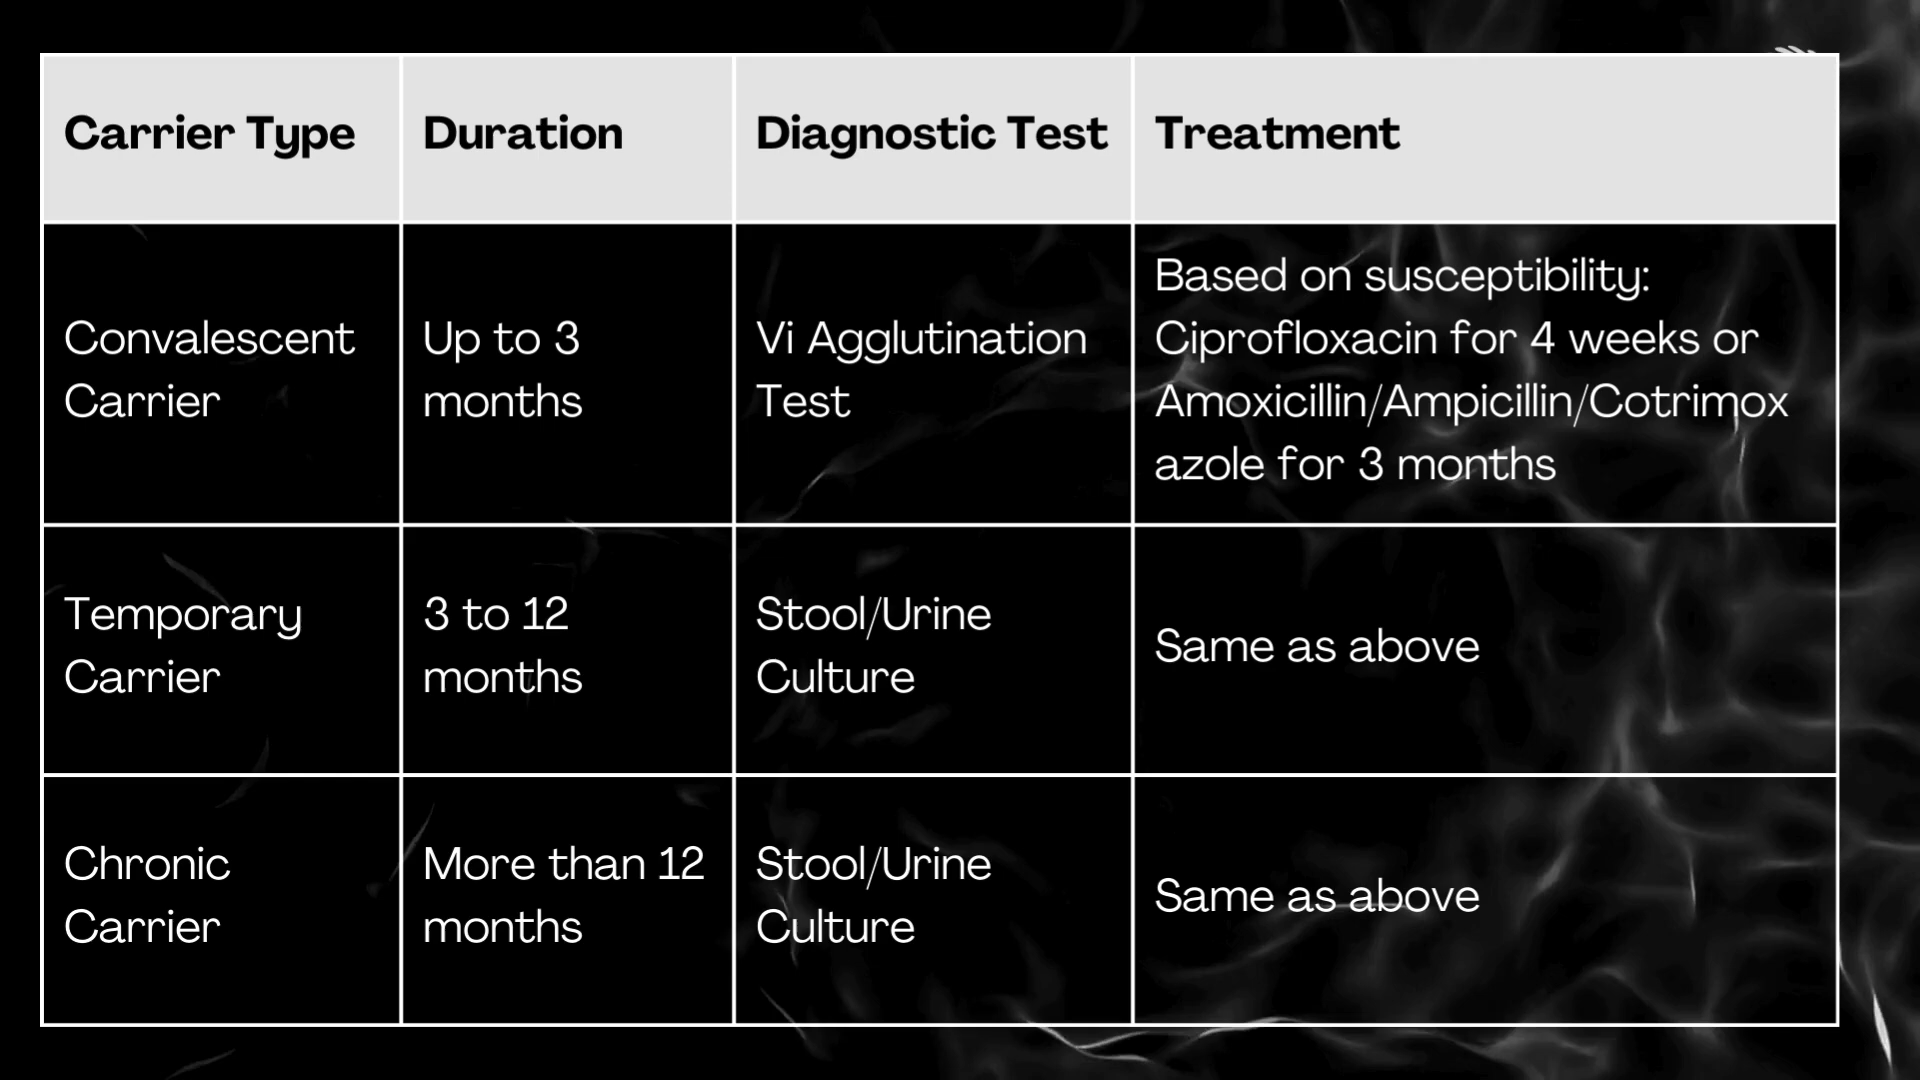 Carrier Type
Duration
Diagnostic Test
Treatment
Convalescent
Carrier
Up to 3
months
Vi Agglutination
Test
Based on susceptibility:
Ciprofloxacin for 4 weeks or
Amoxicillin/Ampicillin/Cotrimox
azole for 3 months
Temporary
Carrier
3 to 12
months
Stool/Urine
Culture
Same as above
Chronic
Carrier
More than 12
months
Stool/Urine
Culture
Same as above